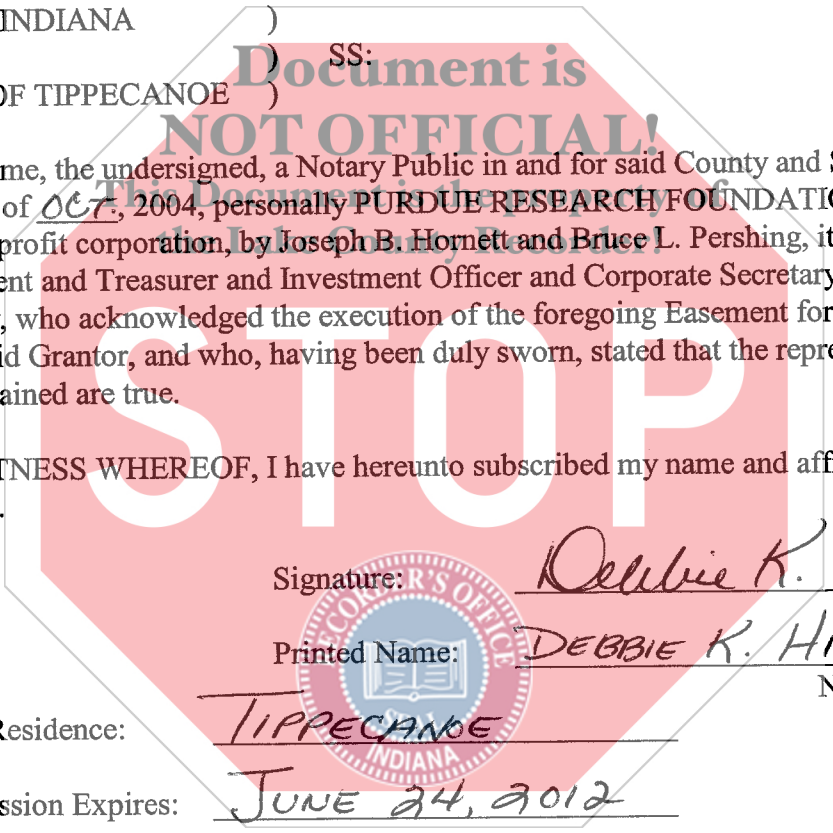 INDIANA )
) SS:
OF TIPPECANOE )
Document is
NOT OFFICIAL!
This Document is the property of
the Lake County Recorder!
me, the undersigned, a Notary Public in and for said County and S
of OCT, 2004, personally PURDUE RESEARCH FOUNDATIO
profit corporation, by Joseph B. Hornett and Bruce L. Pershing, it
ent and Treasurer and Investment Officer and Corporate Secretary
, who acknowledged the execution of the foregoing Easement for
id Grantor, and who, having been duly sworn, stated that the repre
ained are true.
STOP
TNESS WHEREOF, I have hereunto subscribed my name and affi
.
Signature: Debbie K.
Printed Name: DEBBIE K. HI
N
Residence: TIPPECANOE
ssion Expires: JUNE 24, 2012
RECORDER'S OFFICE
SEAL
INDIANA